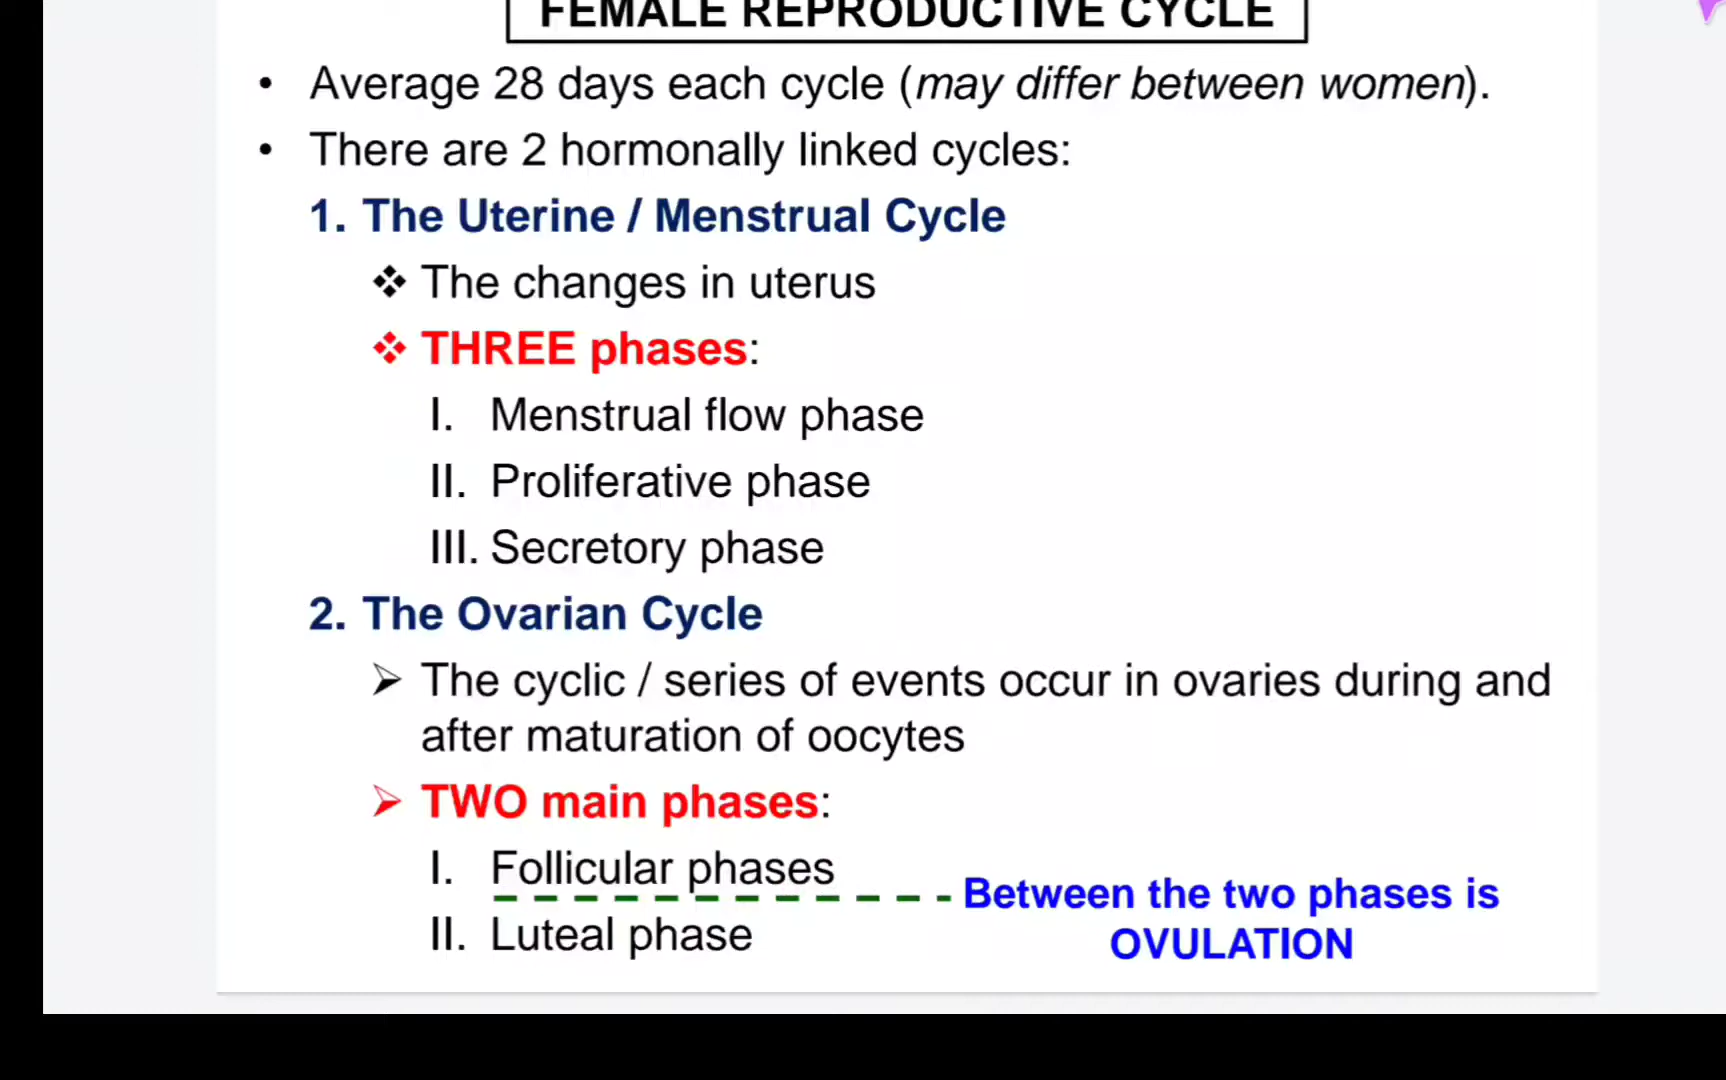 FEMALE REPRODUCTIVE CYCLE
• Average 28 days each cycle (may differ between women).
• There are 2 hormonally linked cycles:
1. The Uterine / Menstrual Cycle
❖ The changes in uterus
❖ THREE phases:
I. Menstrual flow phase
II. Proliferative phase
III. Secretory phase
2. The Ovarian Cycle
➢ The cyclic / series of events occur in ovaries during and
after maturation of oocytes
➢ TWO main phases:
I. Follicular phases
Between the two phases is
OVULATION
II. Luteal phase